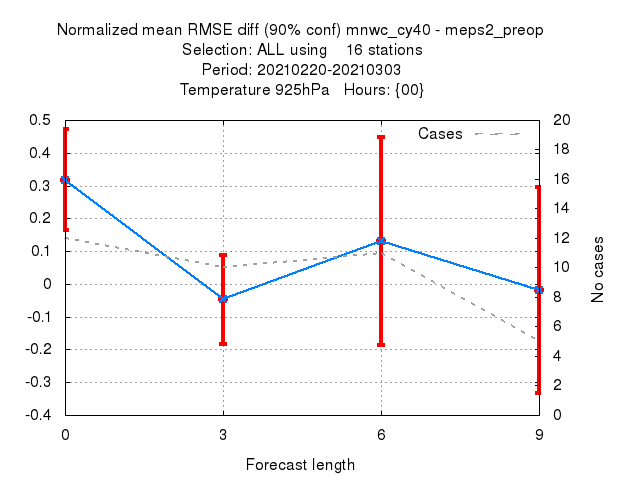 Normalized mean RMSE diff (90% conf) mnwc_cy40 - meps2_preop
Selection: ALL using 16 stations
Period: 20210220-20210303
Temperature 925hPa Hours: {00}
0.5
0.4
0.3
0.2
0.1
0
-0.1
-0.2
-0.3
-0.4
Cases
20
18
16
14
12
10
8
6
4
2
0
No cases
0 3 6 9
Forecast length